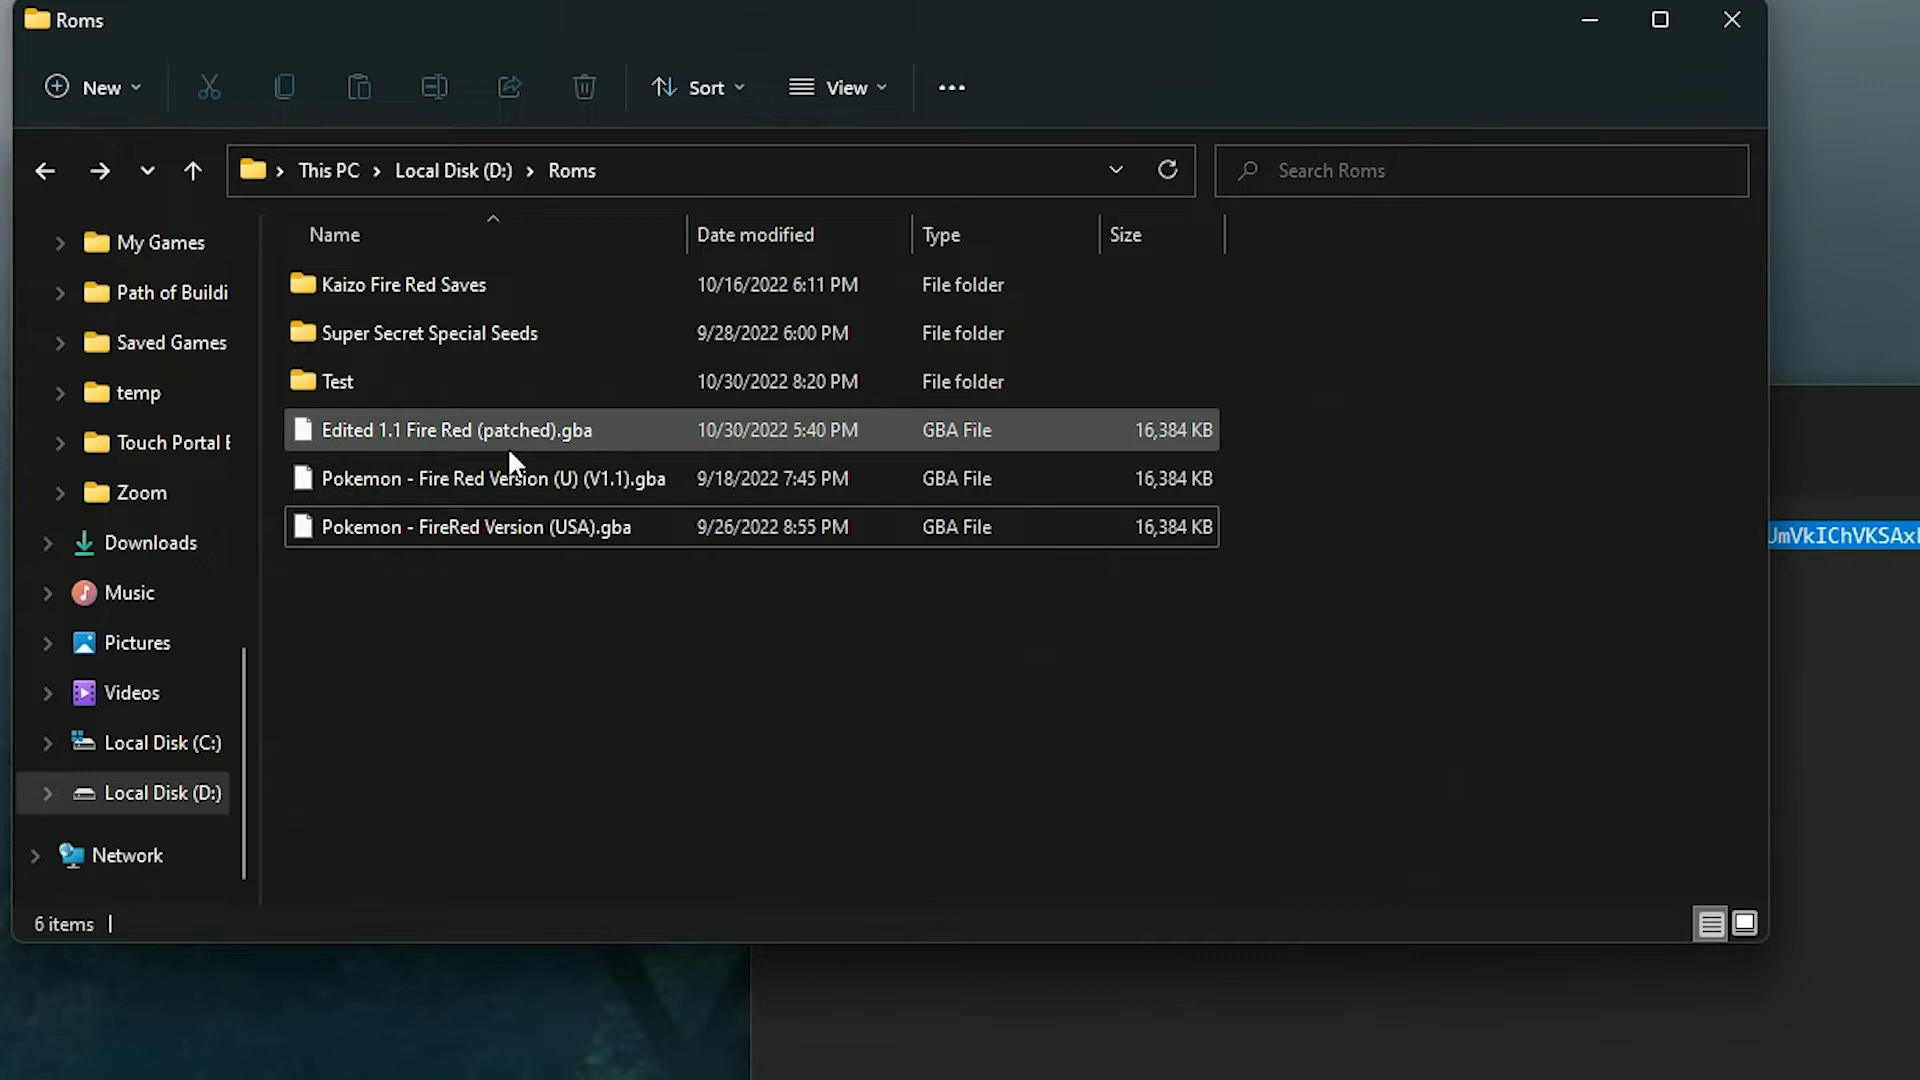 Roms
New
Sort
View
This PC > Local Disk (D:) > Roms
Search Roms
Name Date modified Type Size
My Games
Path of Buildi
Saved Games
temp
Touch Portal E
Zoom
Downloads
Music
Pictures
Videos
Local Disk (C:)
Local Disk (D:)
Network
Kaizo Fire Red Saves 10/16/2022 6:11 PM File folder
Super Secret Special Seeds 9/28/2022 6:00 PM File folder
Test 10/30/2022 8:20 PM File folder
Edited 1.1 Fire Red (patched).gba 10/30/2022 5:40 PM GBA File 16,384 KB
Pokemon - Fire Red Version (U) (V1.1).gba 9/18/2022 7:45 PM GBA File 16,384 KB
Pokemon - FireRed Version (USA).gba 9/26/2022 8:55 PM GBA File 16,384 KB
6 items